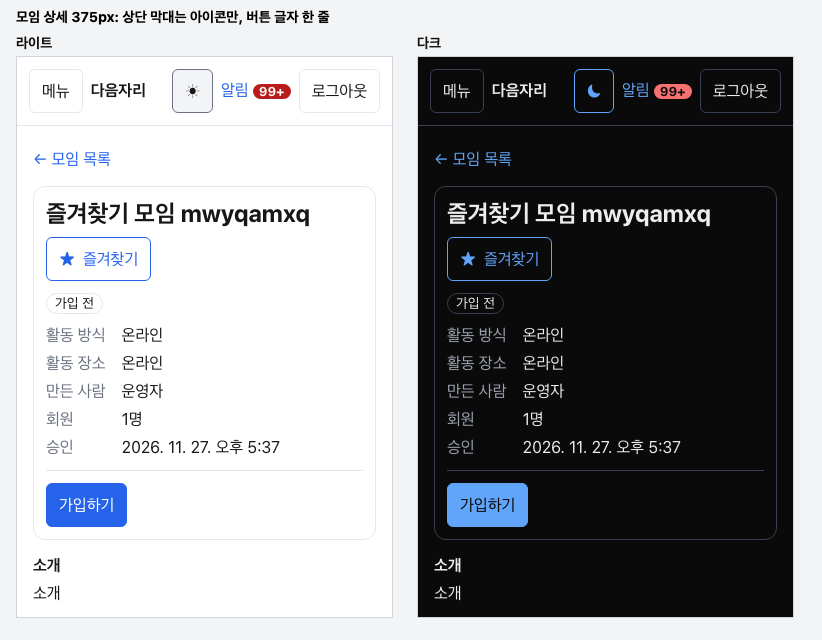 모임 상세 375px: 상단 막대는 아이콘만, 버튼 글자 한 줄
라이트
메뉴 다음자리 알림 99+ 로그아웃
← 모임 목록
즐겨찾기 모임 mwyqamxq
★ 즐겨찾기
가입 전
활동 방식 온라인
활동 장소 온라인
만든 사람 운영자
회원 1명
승인 2026. 11. 27. 오후 5:37
가입하기
소개
소개
다크
메뉴 다음자리 알림 99+ 로그아웃
← 모임 목록
즐겨찾기 모임 mwyqamxq
★ 즐겨찾기
가입 전
활동 방식 온라인
활동 장소 온라인
만든 사람 운영자
회원 1명
승인 2026. 11. 27. 오후 5:37
가입하기
소개
소개